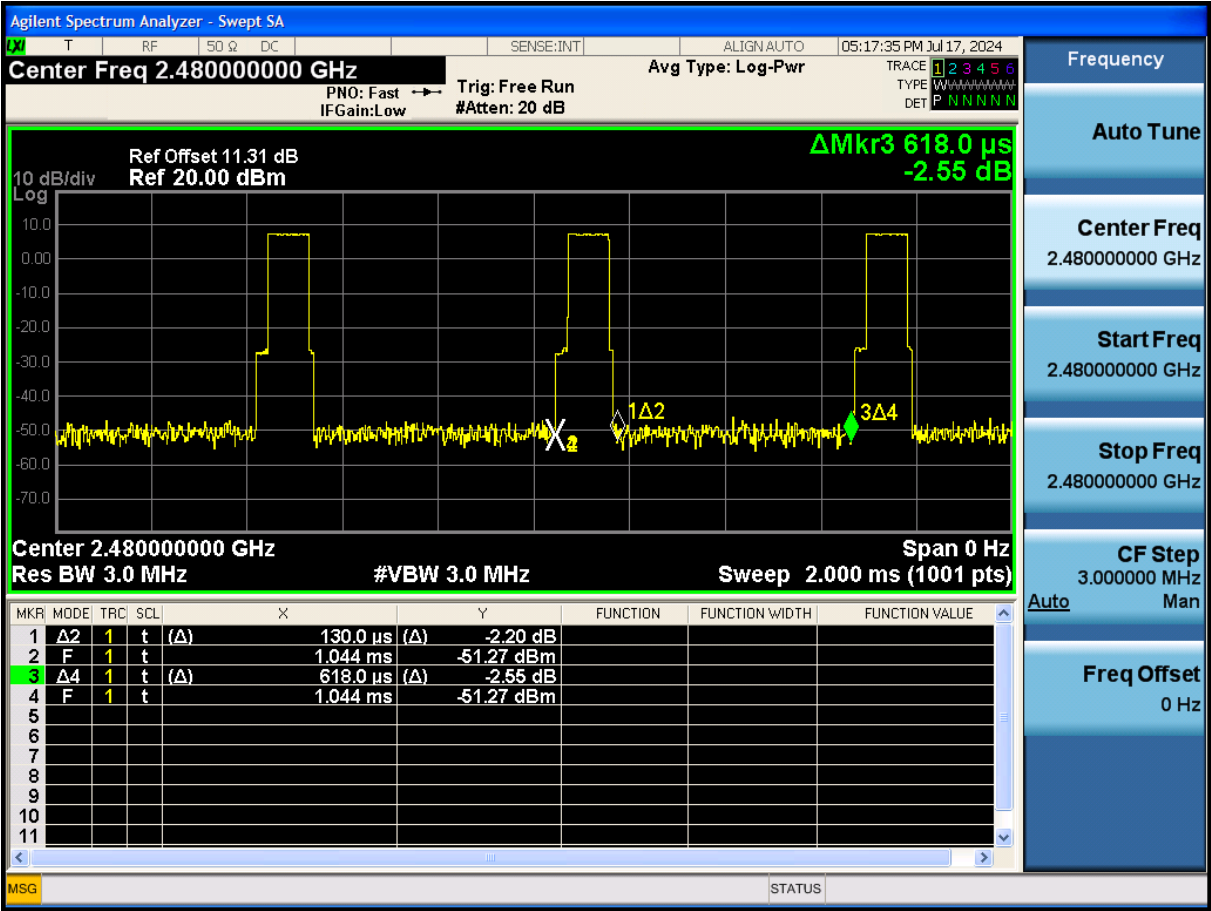 Agilent Spectrum Analyzer - Swept SA
LXI T RF 50 Ω DC SENSE:INT ALIGNAUTO 05:17:35 PM Jul 17, 2024
Center Freq 2.480000000 GHz
PNO: Fast
IFGain:Low
Trig: Free Run
#Atten: 20 dB
Avg Type: Log-Pwr
TRACE 1 2 3 4 5 6
TYPE WWWWWW
DET P N N N N N
ΔMkr3 618.0 µs
-2.55 dB
Ref Offset 11.31 dB
10 dB/div Ref 20.00 dBm
Log
10.0
0.00
-10.0
-20.0
-30.0
-40.0
-50.0
-60.0
-70.0
1Δ2
3Δ4
X2
Center 2.480000000 GHz Span 0 Hz
Res BW 3.0 MHz #VBW 3.0 MHz Sweep 2.000 ms (1001 pts)
MKR MODE TRC SCL X Y FUNCTION FUNCTION WIDTH FUNCTION VALUE
1 Δ2 1 t (Δ) 130.0 µs (Δ) -2.20 dB
2 F 1 t 1.044 ms -51.27 dBm
3 Δ4 1 t (Δ) 618.0 µs (Δ) -2.55 dB
4 F 1 t 1.044 ms -51.27 dBm
5
6
7
8
9
10
11
MSG STATUS
Frequency
Auto Tune
Center Freq
2.480000000 GHz
Start Freq
2.480000000 GHz
Stop Freq
2.480000000 GHz
CF Step
3.000000 MHz
Auto Man
Freq Offset
0 Hz